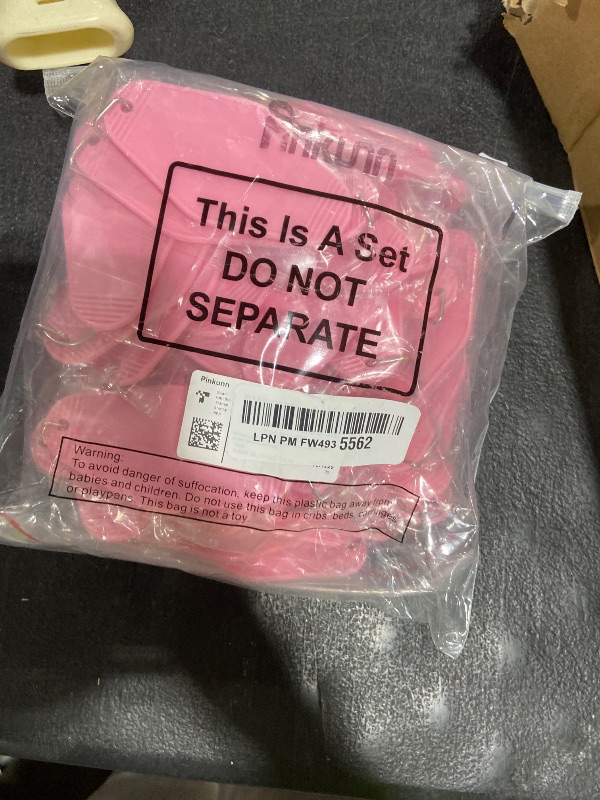 Pinkunn
This Is A Set
DO NOT
SEPARATE
Pinkunn
LPN PM FW493 5562
Warning:
To avoid danger of suffocation, keep this plastic bag away from
babies and children. Do not use this bag in cribs, beds, carriages,
or playpens. This bag is not a toy